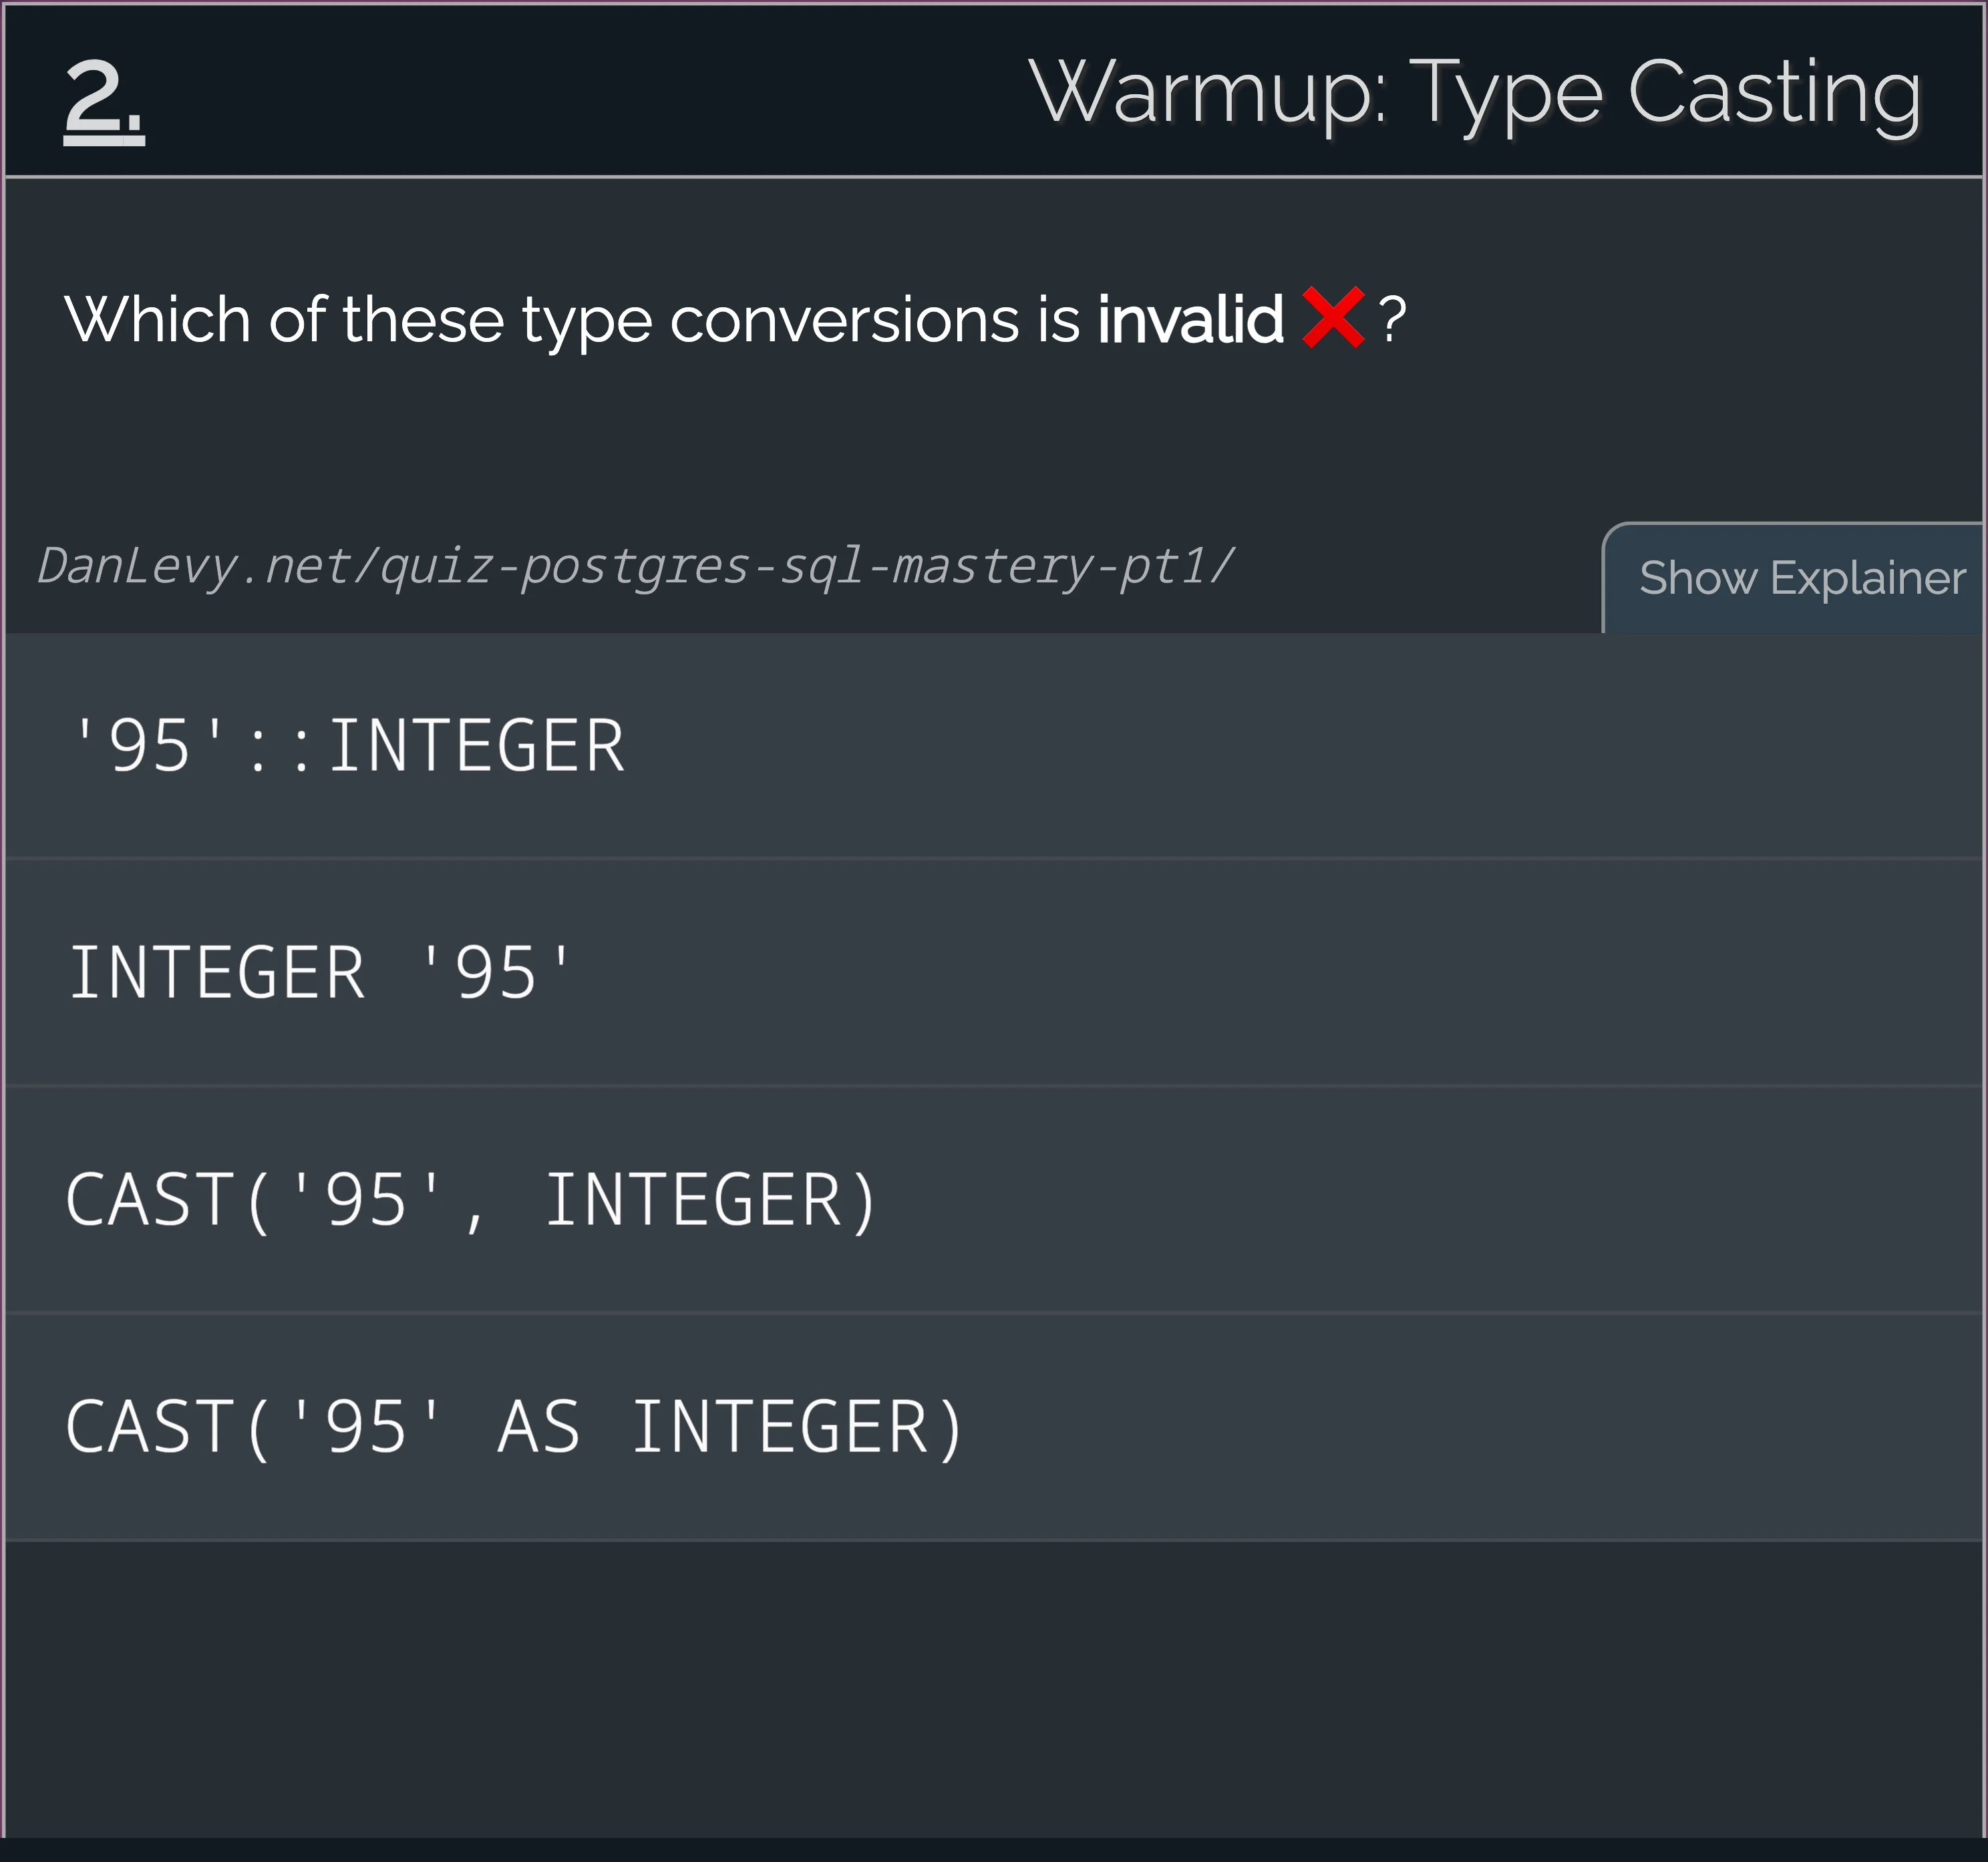 2.
Warmup: Type Casting
Which of these type conversions is invalid ❌ ?
DanLevy.net/quiz-postgres-sql-mastery-pt1/
Show Explainer
'95'::INTEGER
INTEGER '95'
CAST('95', INTEGER)
CAST('95' AS INTEGER)